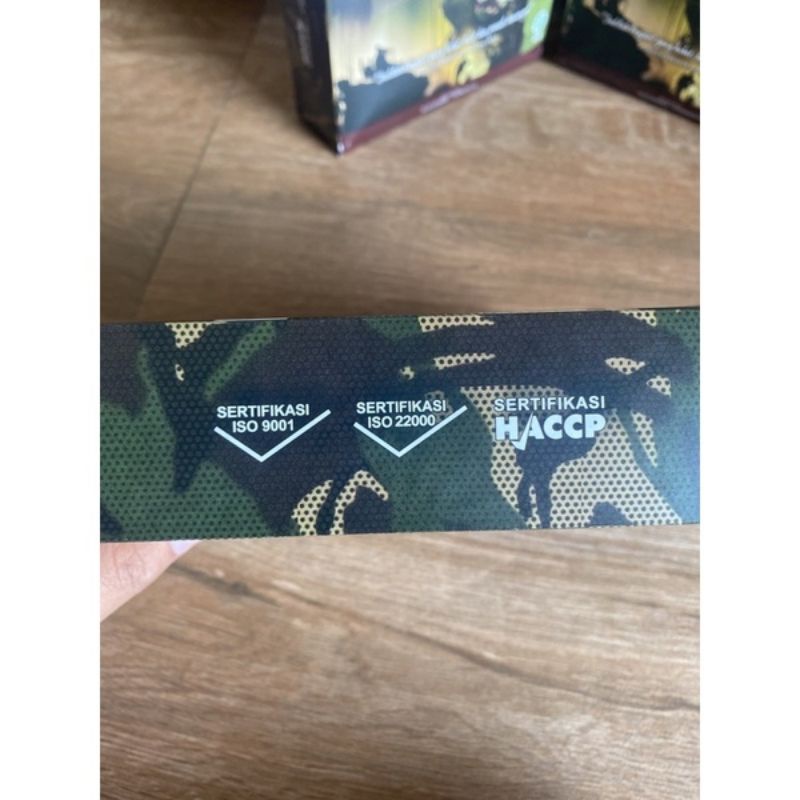 SERTIFIKASI
ISO 9001
SERTIFIKASI
ISO 22000
SERTIFIKASI
HACCP